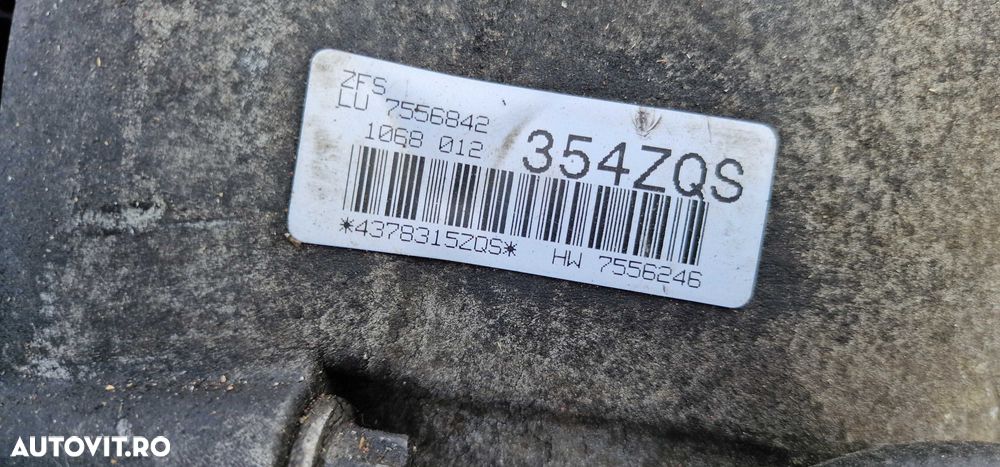 ZFS
LU 7556842
1068 012
354ZQS
*4378315ZQS* HW 7556246
AUTOVIT.RO